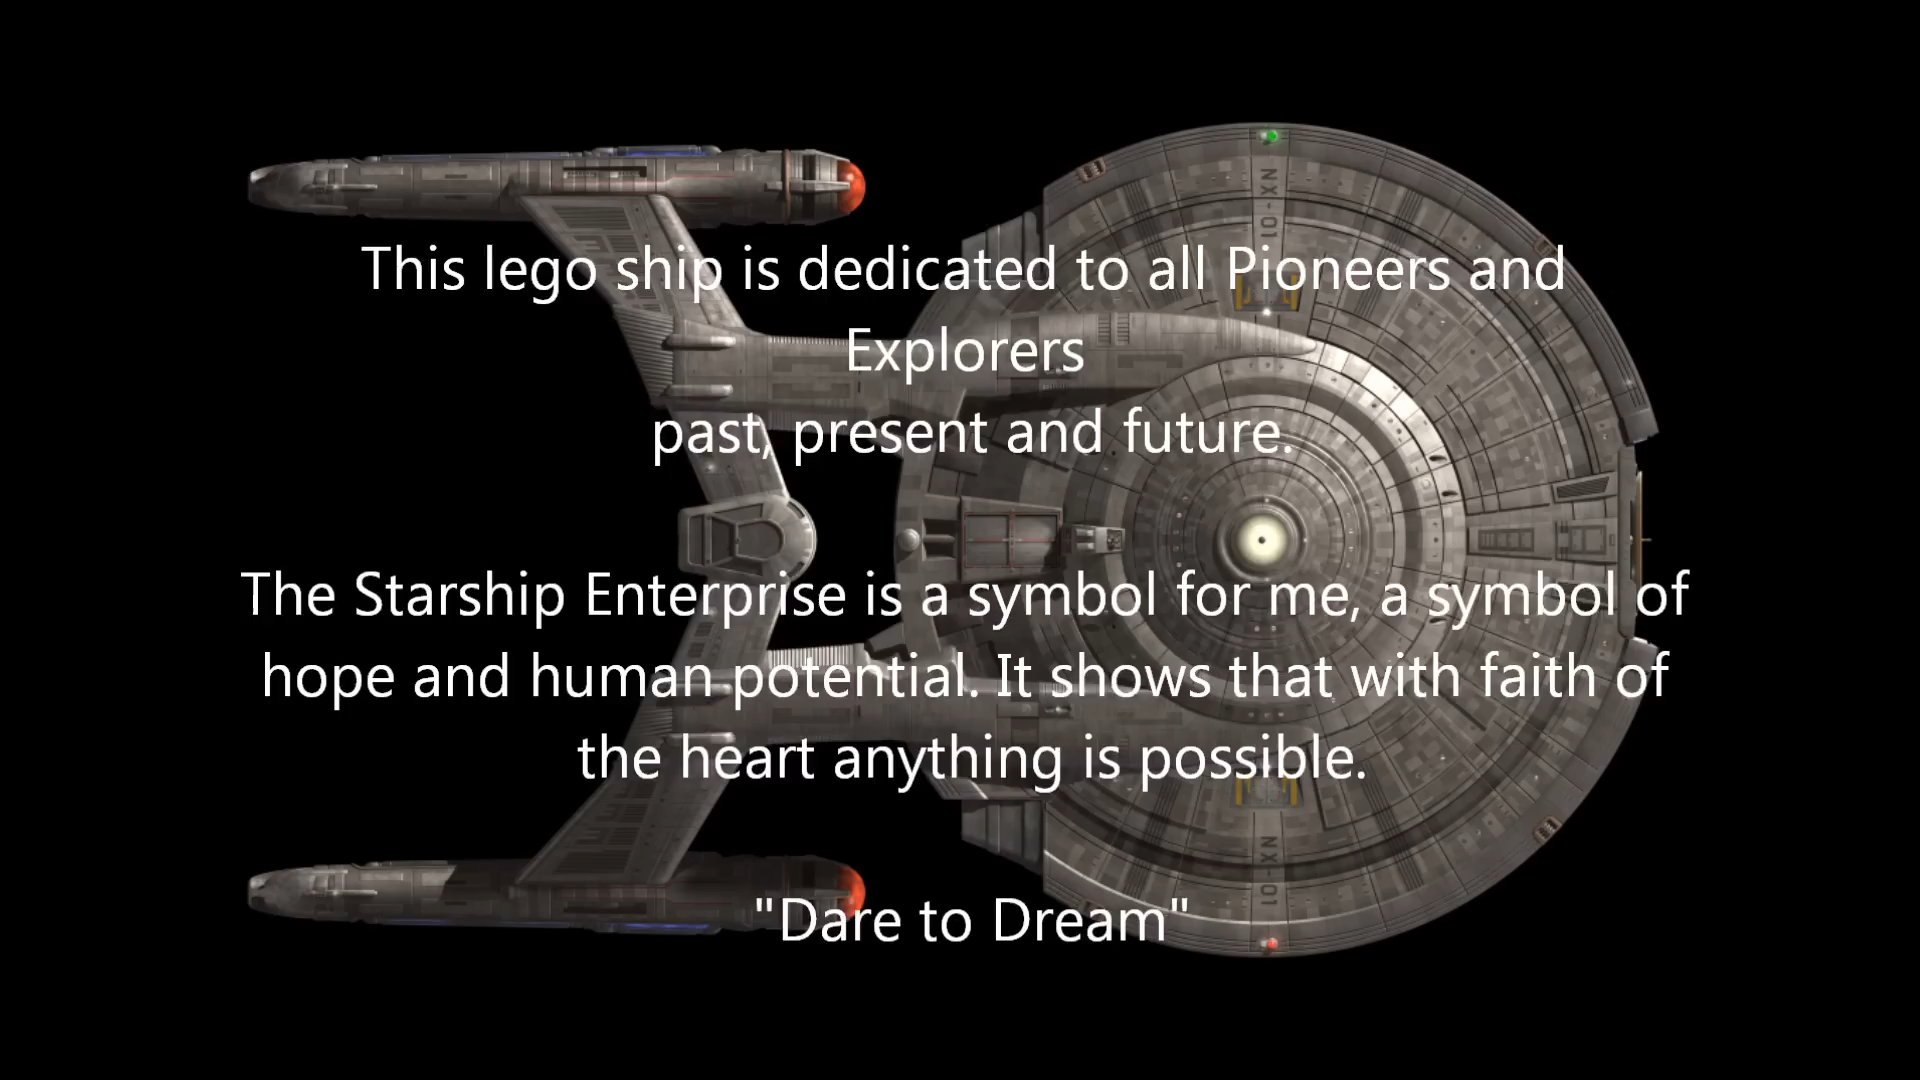 NX-01
This lego ship is dedicated to all Pioneers and
Explorers
past, present and future.
The Starship Enterprise is a symbol for me, a symbol of
hope and human potential. It shows that with faith of
the heart anything is possible.
NX-01
"Dare to Dream"